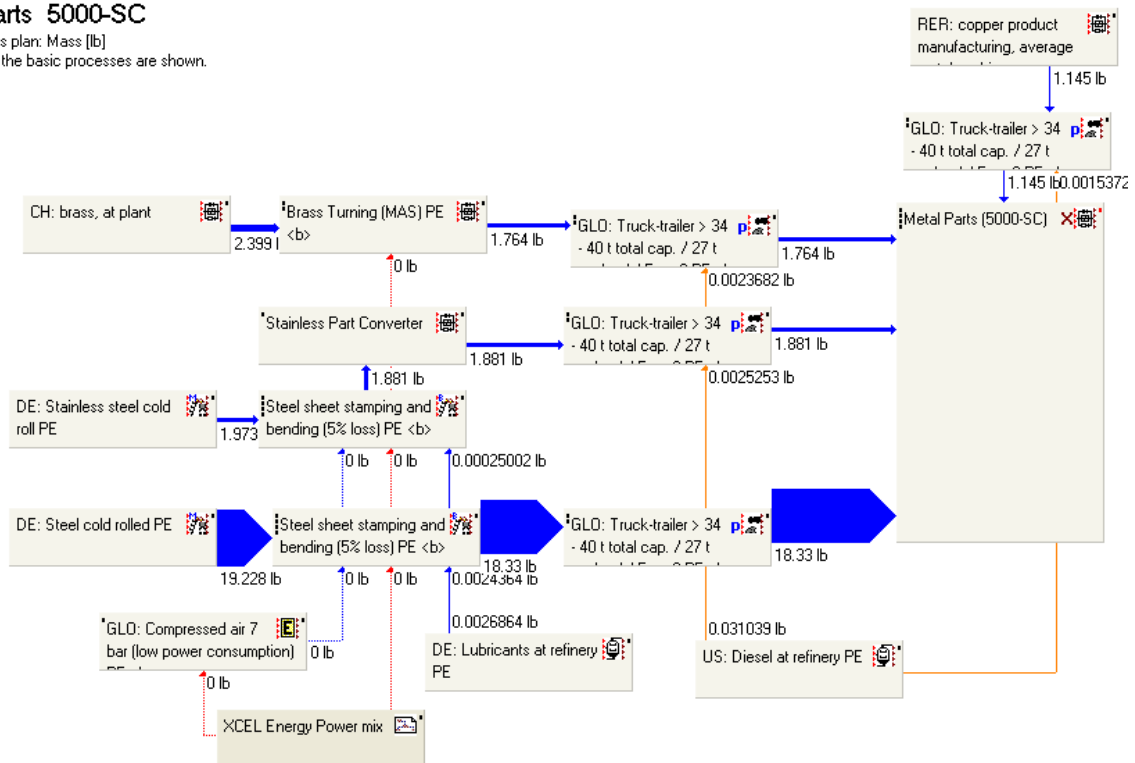 arts 5000-SC
s plan: Mass [lb]
the basic processes are shown.
RER: copper product
manufacturing, average
1.145 lb
GLO: Truck-trailer > 34 p
- 40 t total cap. / 27 t
1.145 lb
0.0015372
CH: brass, at plant
2.399 l
Brass Turning (MAS) PE
<b>
1.764 lb
GLO: Truck-trailer > 34 p
- 40 t total cap. / 27 t
1.764 lb
Metal Parts (5000-SC)
0 lb
0.0023682 lb
Stainless Part Converter
1.881 lb
GLO: Truck-trailer > 34 p
- 40 t total cap. / 27 t
1.881 lb
1.881 lb
0.0025253 lb
DE: Stainless steel cold
roll PE
1.973
Steel sheet stamping and
bending (5% loss) PE <b>
0 lb
0 lb
0.00025002 lb
DE: Steel cold rolled PE
19.228 lb
Steel sheet stamping and
bending (5% loss) PE <b>
18.33 lb
GLO: Truck-trailer > 34 p
- 40 t total cap. / 27 t
18.33 lb
0 lb
0 lb
0.0024364 lb
0.0026864 lb
GLO: Compressed air 7 E
bar (low power consumption)
0 lb
DE: Lubricants at refinery
PE
0.031039 lb
US: Diesel at refinery PE
0 lb
XCEL Energy Power mix